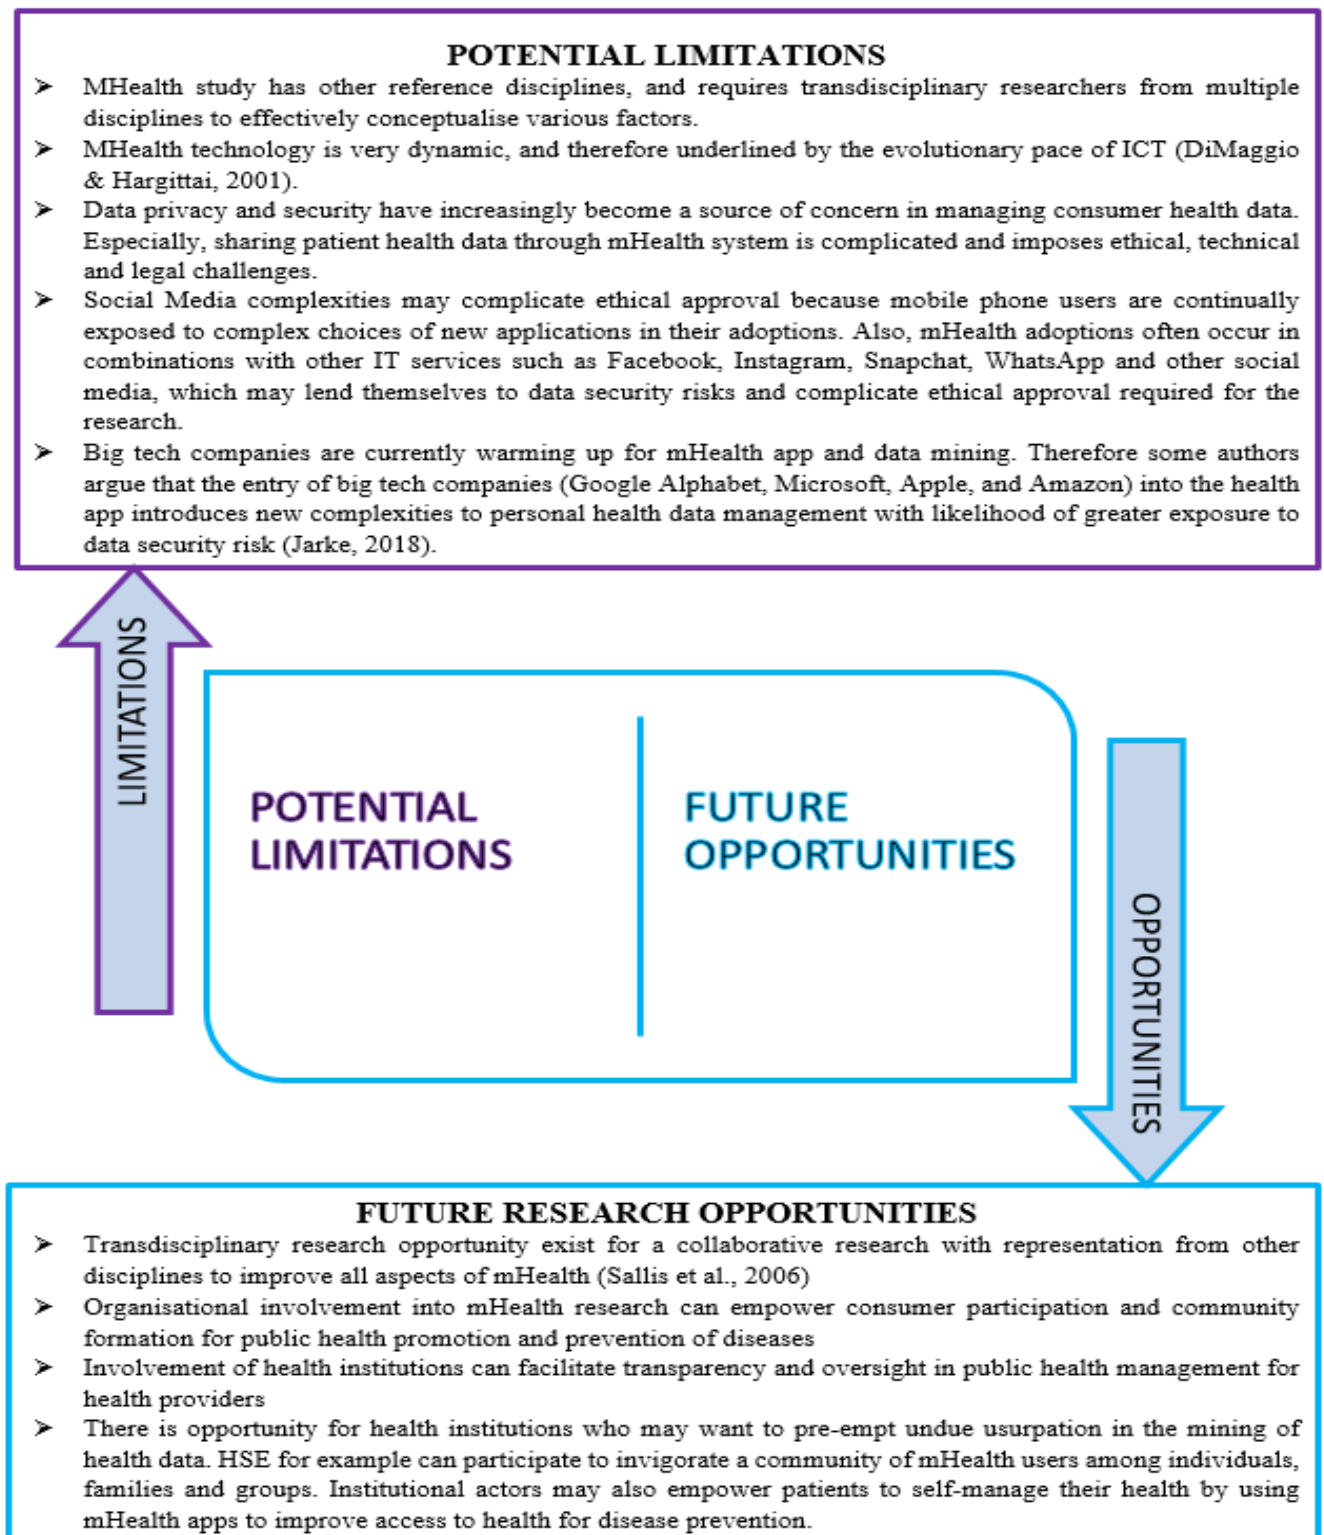 POTENTIAL LIMITATIONS
➤ MHealth study has other reference disciplines, and requires transdisciplinary researchers from multiple
disciplines to effectively conceptualise various factors.
➤ MHealth technology is very dynamic, and therefore underlined by the evolutionary pace of ICT (DiMaggio
& Hargittai, 2001).
➤ Data privacy and security have increasingly become a source of concern in managing consumer health data.
Especially, sharing patient health data through mHealth system is complicated and imposes ethical, technical
and legal challenges.
➤ Social Media complexities may complicate ethical approval because mobile phone users are continually
exposed to complex choices of new applications in their adoptions. Also, mHealth adoptions often occur in
combinations with other IT services such as Facebook, Instagram, Snapchat, WhatsApp and other social
media, which may lend themselves to data security risks and complicate ethical approval required for the
research.
➤ Big tech companies are currently warming up for mHealth app and data mining. Therefore some authors
argue that the entry of big tech companies (Google Alphabet, Microsoft, Apple, and Amazon) into the health
app introduces new complexities to personal health data management with likelihood of greater exposure to
data security risk (Jarke, 2018).
LIMITATIONS
POTENTIAL
LIMITATIONS
FUTURE
OPPORTUNITIES
OPPORTUNITIES
FUTURE RESEARCH OPPORTUNITIES
➤ Transdisciplinary research opportunity exist for a collaborative research with representation from other
disciplines to improve all aspects of mHealth (Sallis et al., 2006)
➤ Organisational involvement into mHealth research can empower consumer participation and community
formation for public health promotion and prevention of diseases
➤ Involvement of health institutions can facilitate transparency and oversight in public health management for
health providers
➤ There is opportunity for health institutions who may want to pre-empt undue usurpation in the mining of
health data. HSE for example can participate to invigorate a community of mHealth users among individuals,
families and groups. Institutional actors may also empower patients to self-manage their health by using
mHealth apps to improve access to health for disease prevention.